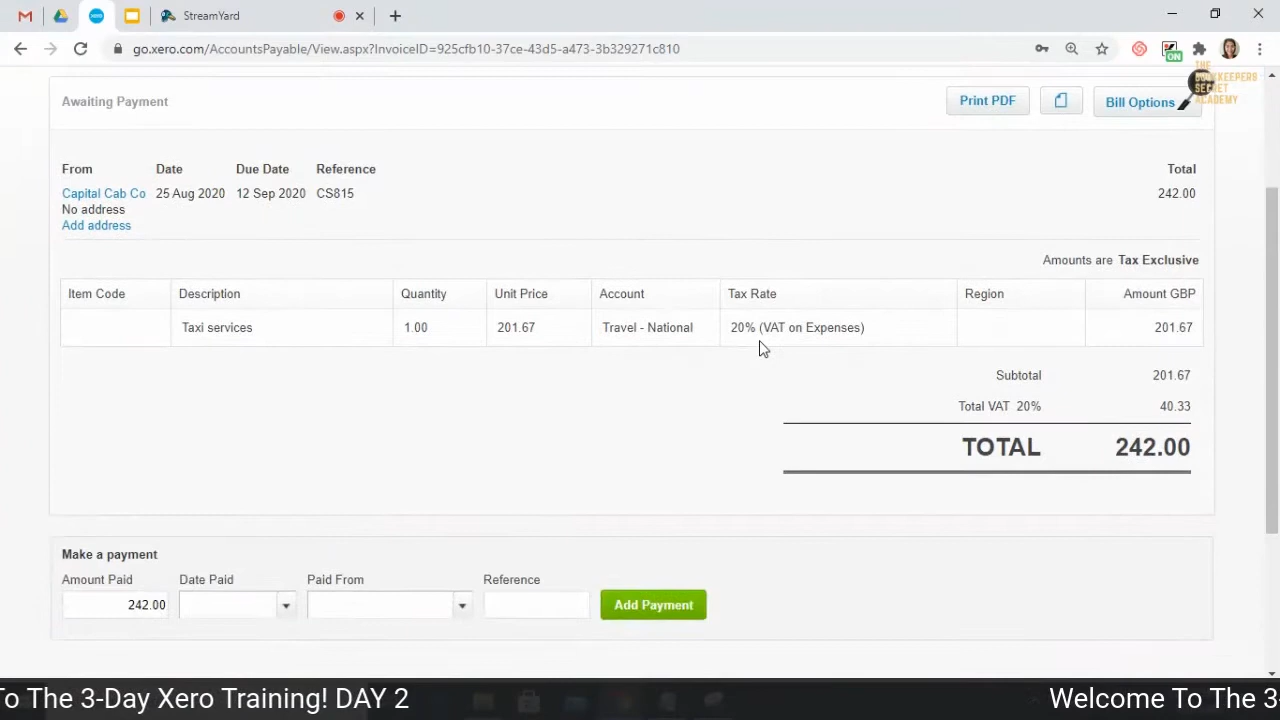 StreamYard
go.xero.com/AccountsPayable/View.aspx?InvoiceID=925cfb10-37ce-43d5-a473-3b329271c810
ON
THE
BOOKKEEPERS
SECRET
ACADEMY
Awaiting Payment
Print PDF
Bill Options
From Date Due Date Reference Total
Capital Cab Co 25 Aug 2020 12 Sep 2020 CS815 242.00
No address
Add address
Amounts are Tax Exclusive
Item Code Description Quantity Unit Price Account Tax Rate Region Amount GBP
Taxi services 1.00 201.67 Travel - National 20% (VAT on Expenses) 201.67
Subtotal 201.67
Total VAT 20% 40.33
TOTAL 242.00
Make a payment
Amount Paid Date Paid Paid From Reference
242.00 Add Payment
To The 3-Day Xero Training! DAY 2 Welcome To The 3-